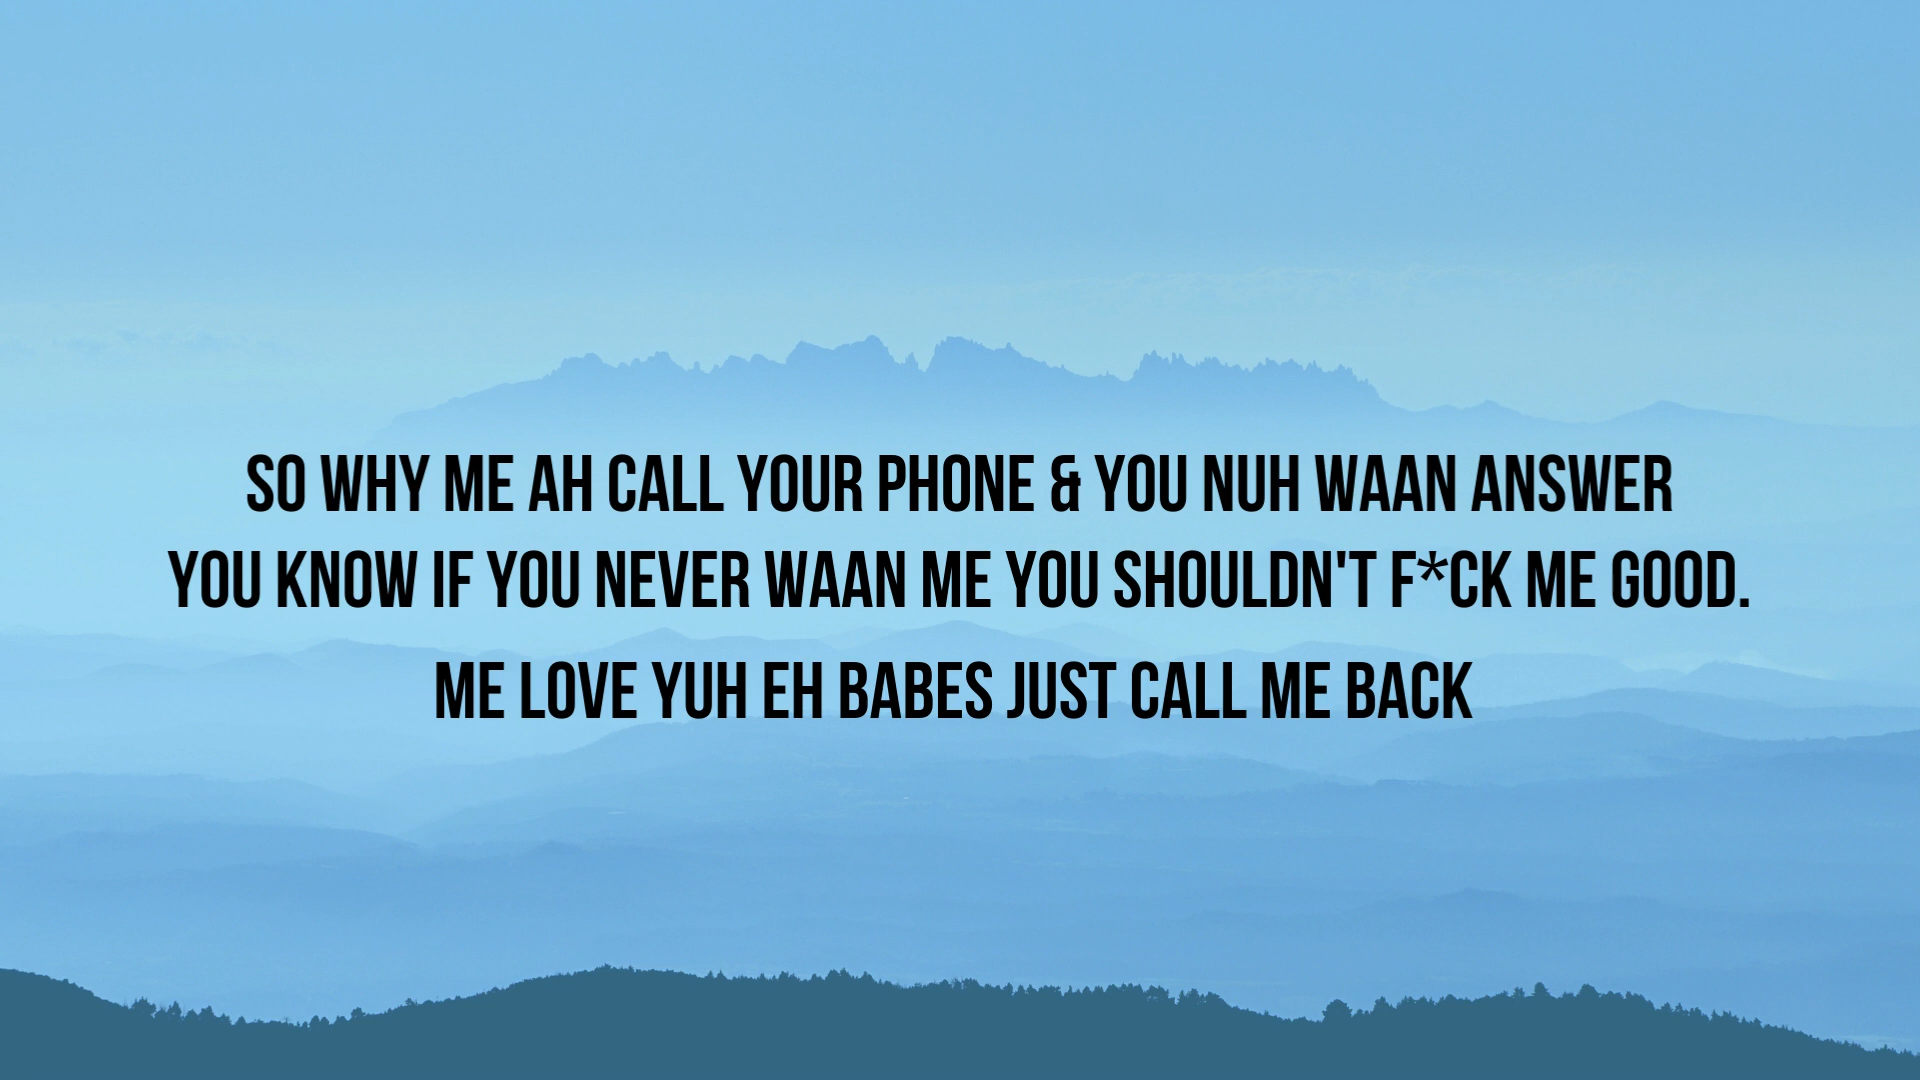 SO WHY ME AH CALL YOUR PHONE & YOU NUH WAAN ANSWER
YOU KNOW IF YOU NEVER WAAN ME YOU SHOULDN'T F*CK ME GOOD.
ME LOVE YUH EH BABES JUST CALL ME BACK